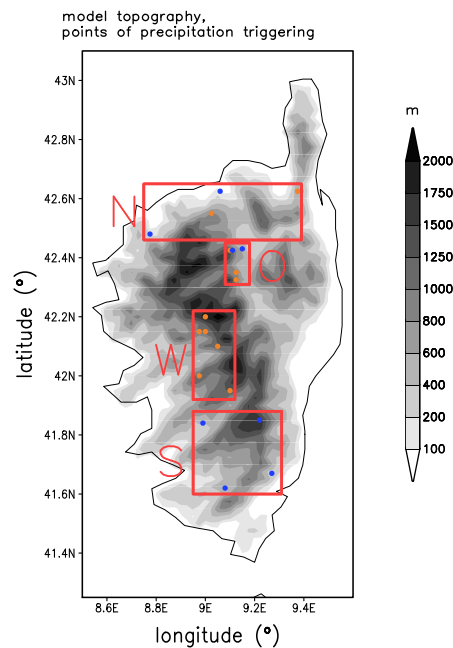 model topography,
points of precipitation triggering
m
43N
42.8N
42.6N
42.4N
42.2N
42N
41.8N
41.6N
41.4N
8.6E 8.8E 9E 9.2E 9.4E
latitude (°)
longitude (°)
N
O
W
S
2000
1750
1500
1250
1000
800
600
400
200
100